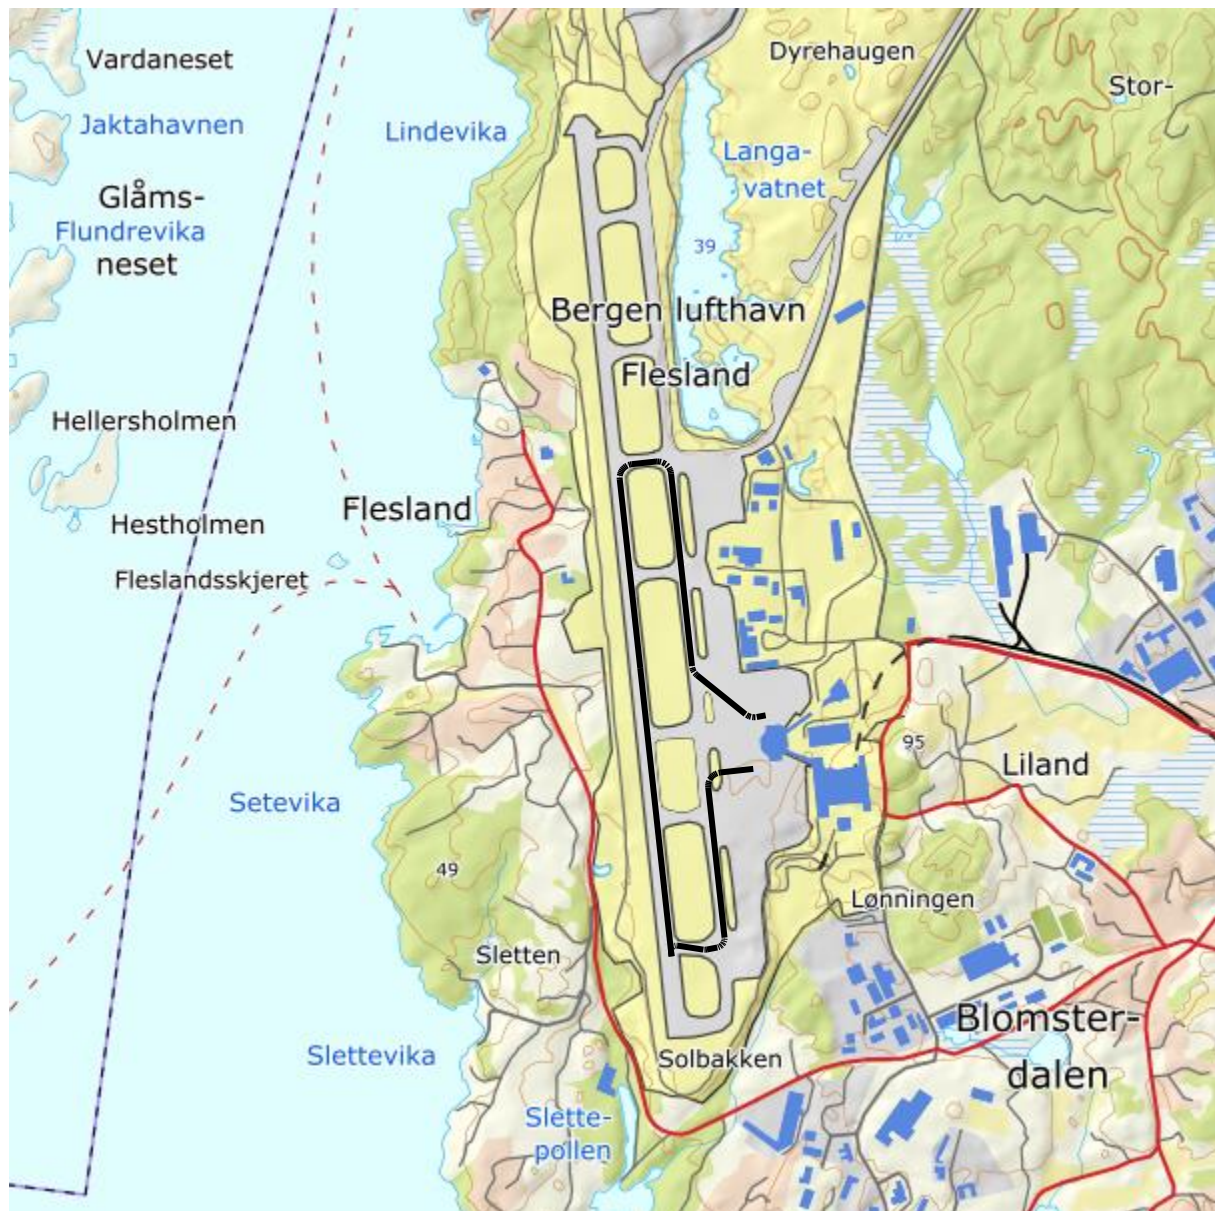 Vardaneset
Dyrehaugen
Stor-
Jaktahavnen
Lindevika
Langa-
vatnet
Glåms-
neset
Flundrevika
39
Bergen lufthavn
Flesland
Hellersholmen
Flesland
Hestholmen
Fleslandsskjeret
95
Liland
Setevika
49
Lønningen
Sletten
Blomster-
dalen
Slettevika
Solbakken
Slette-
pollen